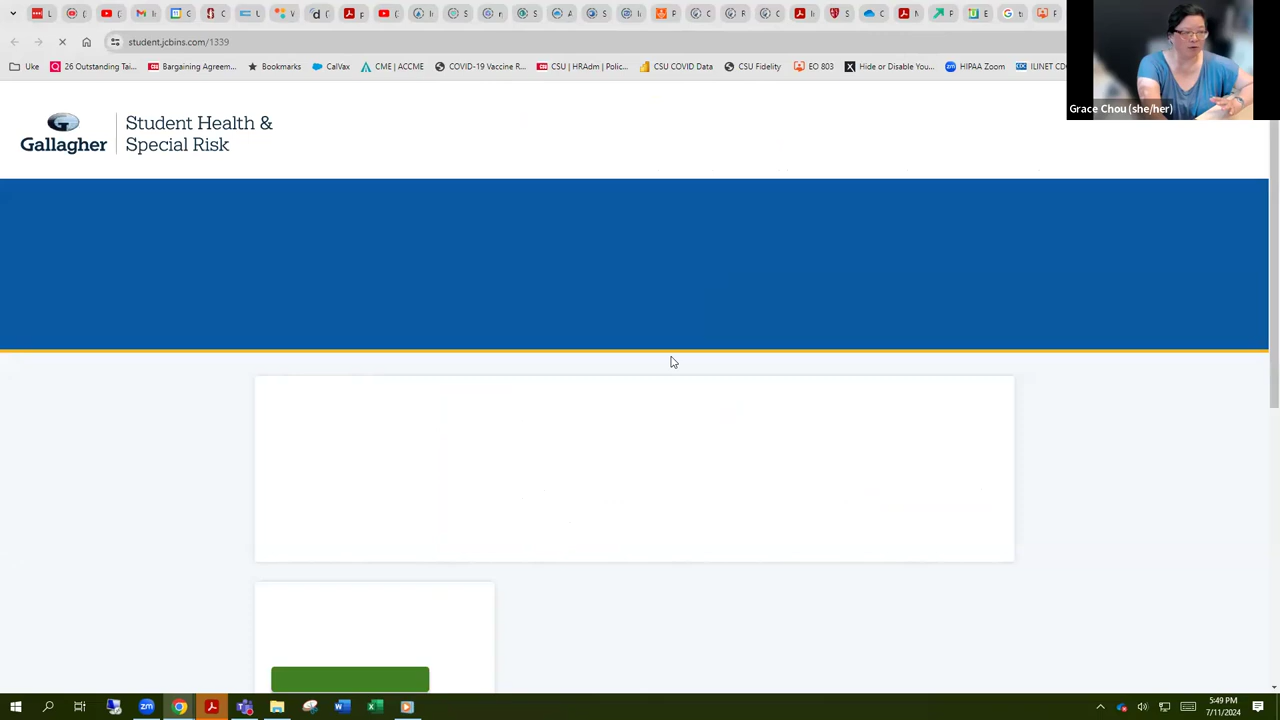 student.jcbins.com/1339
Uke
26 Outstanding Tai...
Bargaining Agreem...
Bookmarks
CalVax
CME | ACCME
COVID-19 Vaccine R...
CSU | HRAdm | Polic...
CSU COVID Data
CSU Fidelity
EO 803
Hide or Disable You...
HIPAA Zoom
ILINET CD
Grace Chou (she/her)
Gallagher
Student Health &
Special Risk
5:49 PM
7/11/2024